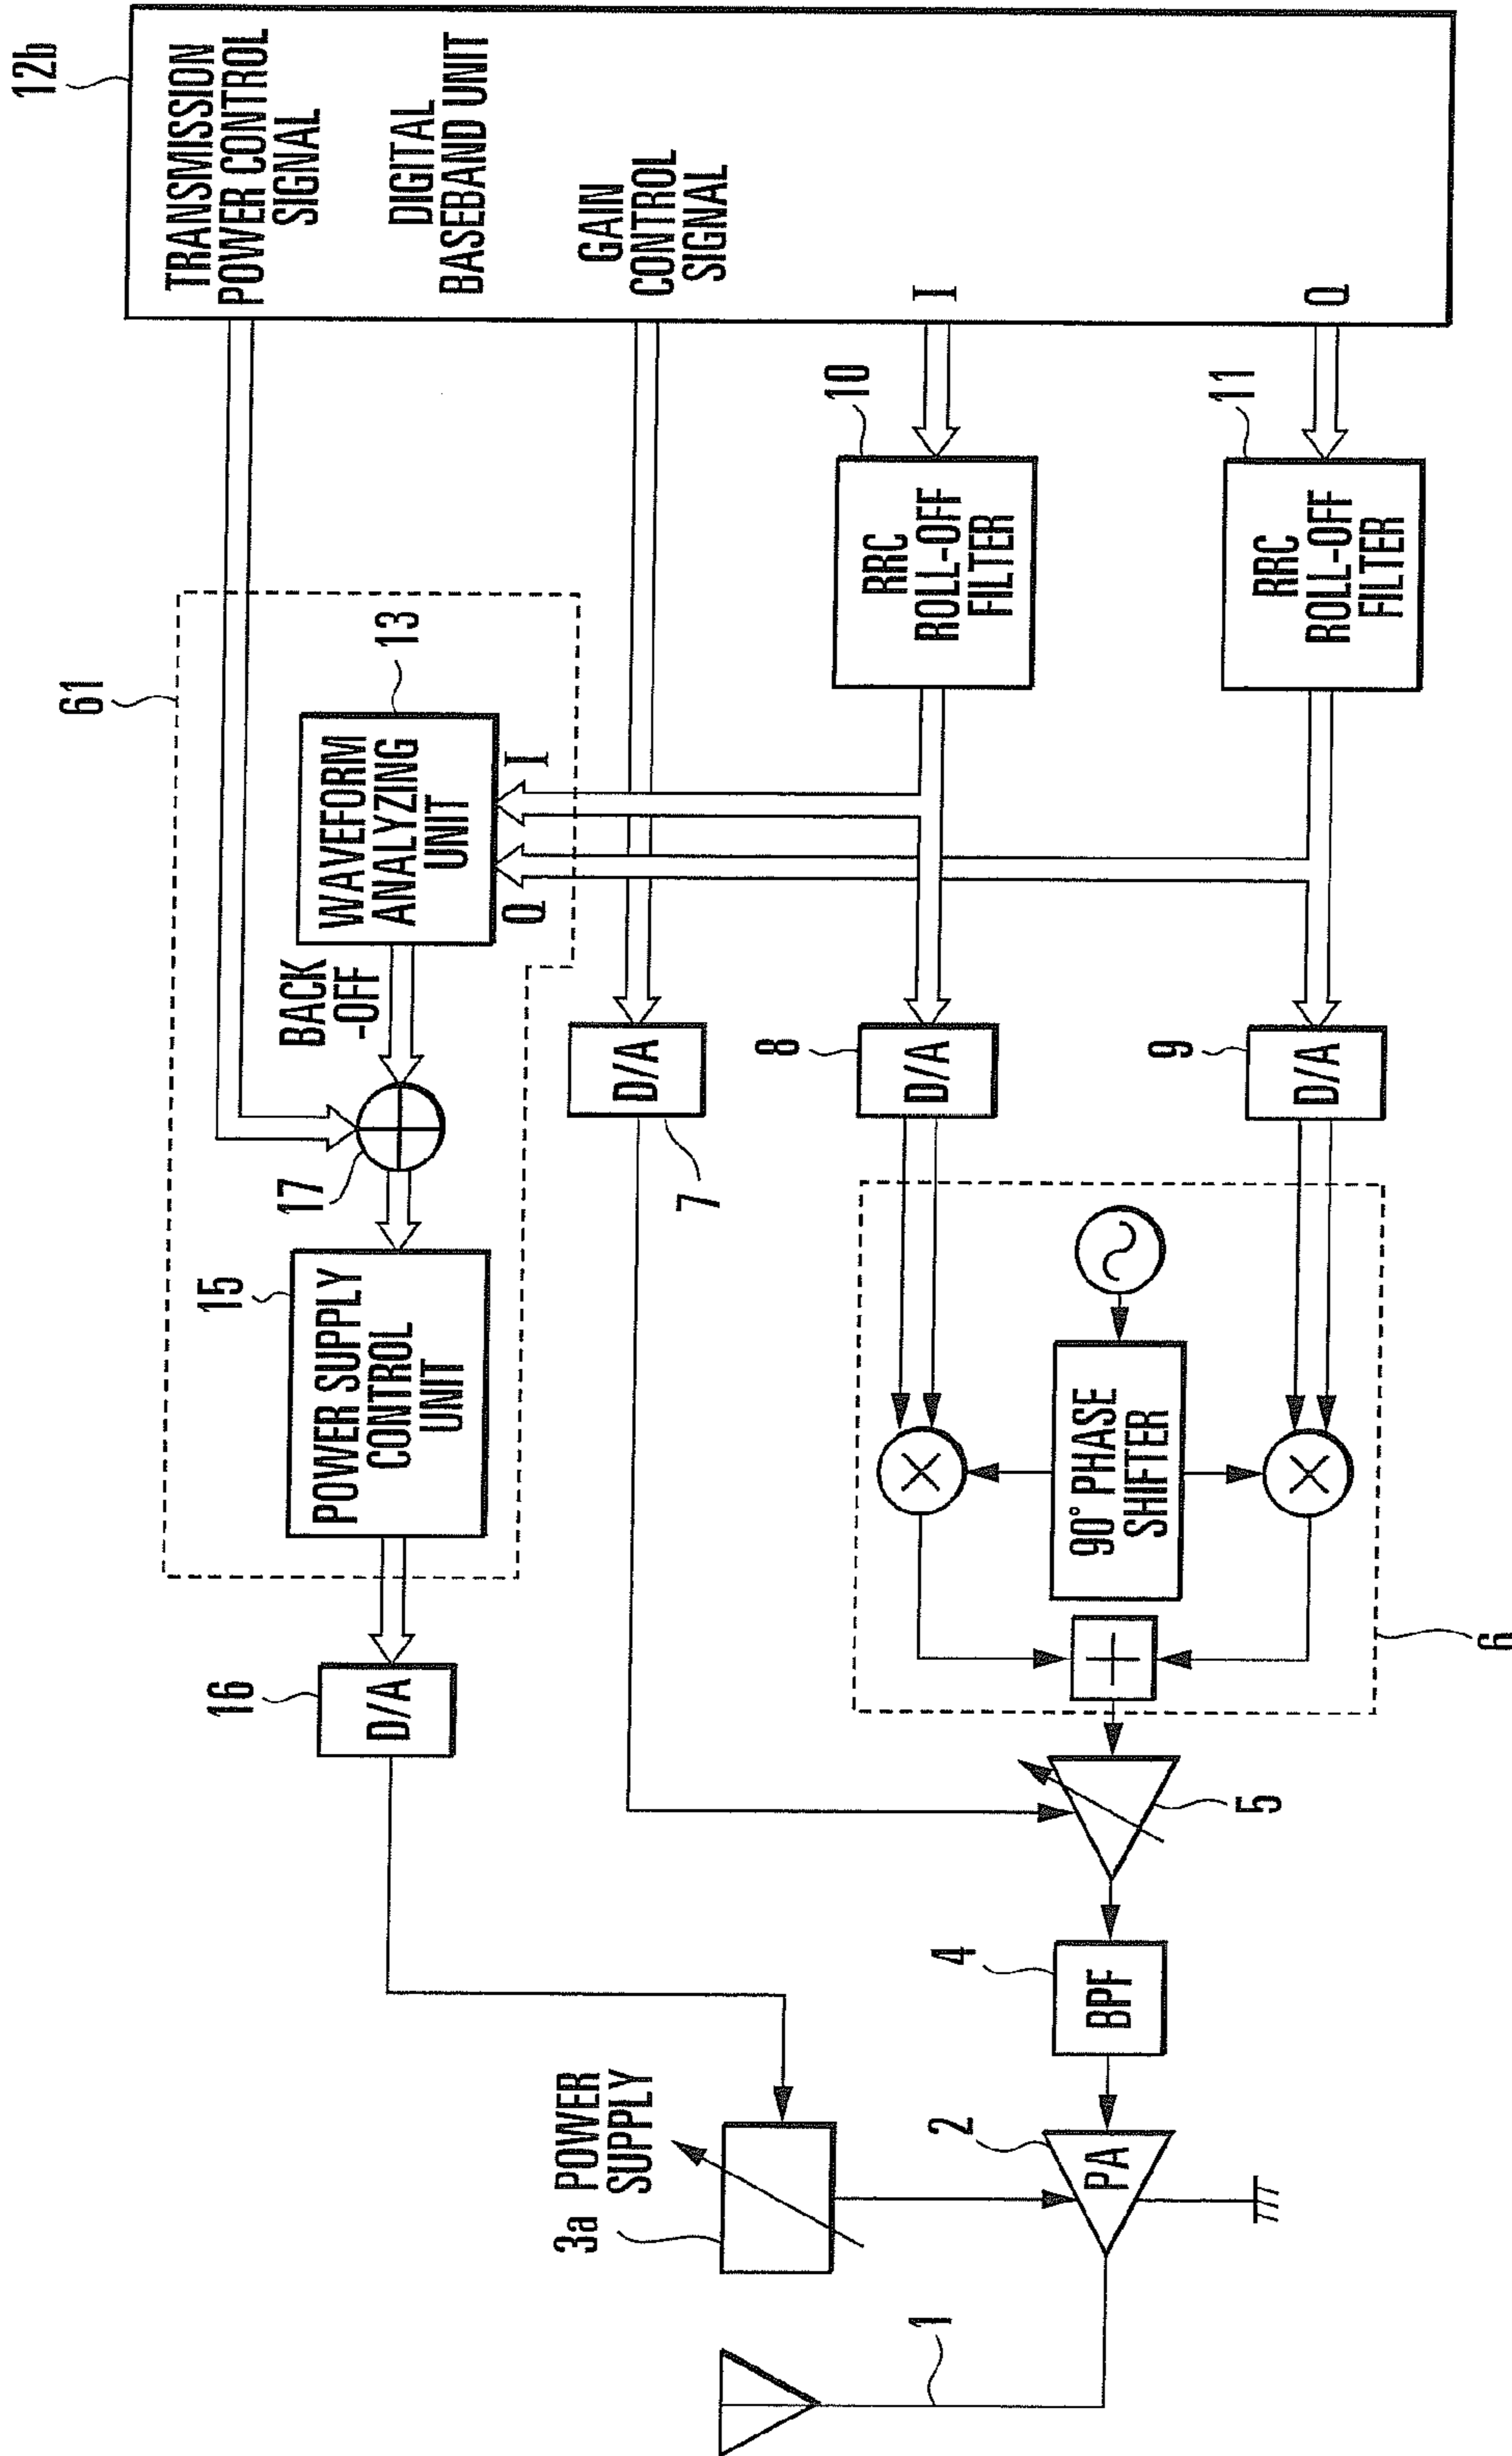 12b
TRANSMISSION
POWER CONTROL
SIGNAL
DIGITAL
BASEBAND UNIT
GAIN
CONTROL
SIGNAL
I
Q
61
13
WAVEFORM
ANALYZING
UNIT
I
Q
BACK
-OFF
17
15
POWER SUPPLY
CONTROL
UNIT
16
D/A
10
RRC
ROLL-OFF
FILTER
11
RRC
ROLL-OFF
FILTER
D/A
7
8
D/A
9
D/A
90° PHASE
SHIFTER
6
5
4
BPF
3a
POWER
SUPPLY
2
PA
1